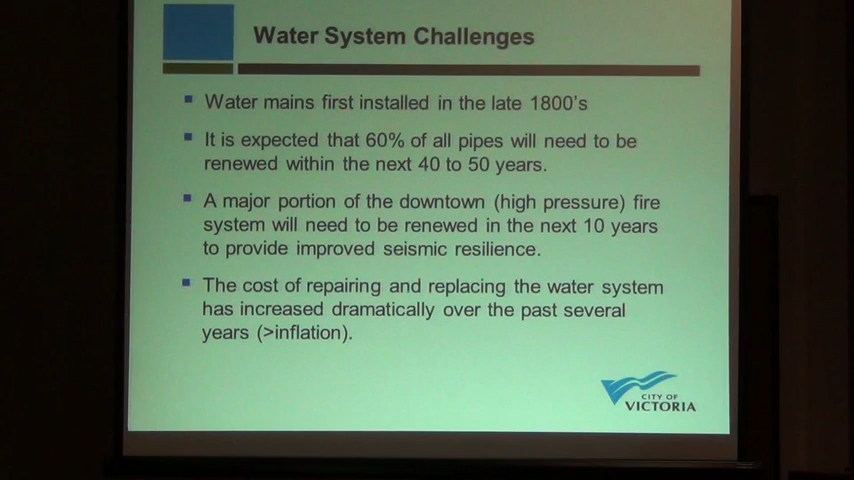 Water System Challenges
Water mains first installed in the late 1800's
It is expected that 60% of all pipes will need to be
renewed within the next 40 to 50 years.
A major portion of the downtown (high pressure) fire
system will need to be renewed in the next 10 years
to provide improved seismic resilience.
The cost of repairing and replacing the water system
has increased dramatically over the past several
years (>inflation).
CITY OF
VICTORIA